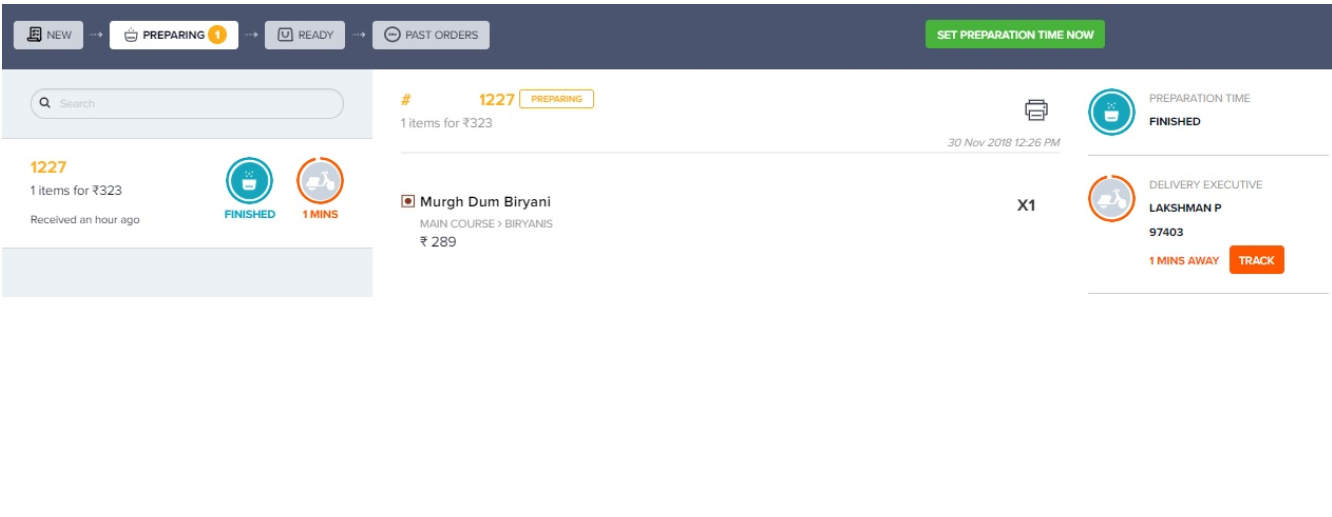 NEW
PREPARING 1
READY
PAST ORDERS
SET PREPARATION TIME NOW
Search
1227
1 items for ₹323
Received an hour ago
FINISHED
1 MINS
# 1227 PREPARING
1 items for ₹323
30 Nov 2018 12:26 PM
Murgh Dum Biryani
X1
MAIN COURSE > BIRYANIS
₹ 289
PREPARATION TIME
FINISHED
DELIVERY EXECUTIVE
LAKSHMAN P
97403
1 MINS AWAY TRACK